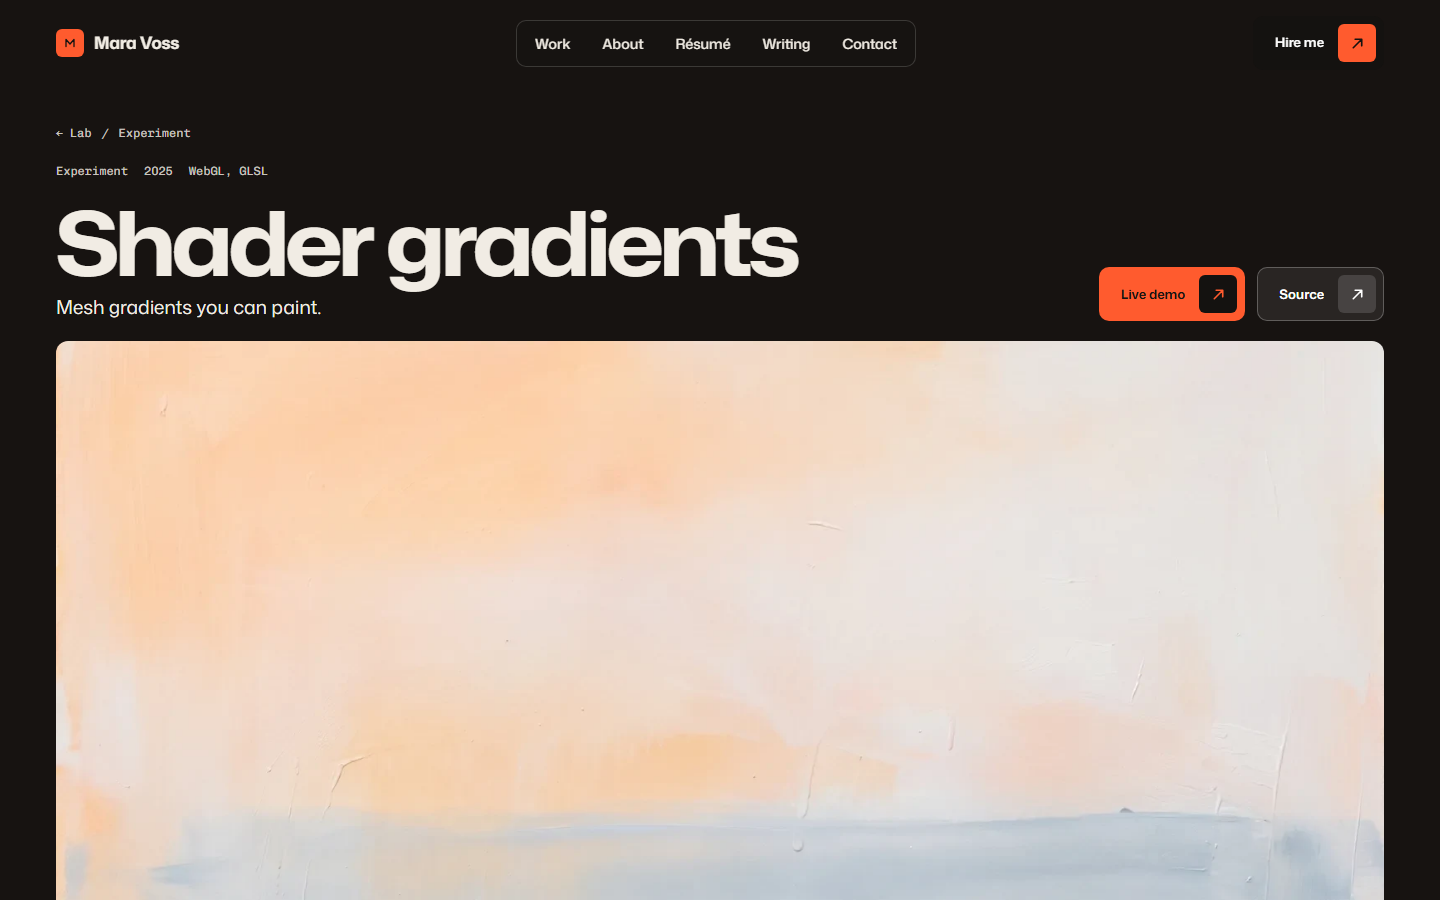 M Mara Voss
Work About Résumé Writing Contact
Hire me
← Lab / Experiment
Experiment 2025 WebGL, GLSL
Shader gradients
Mesh gradients you can paint.
Live demo
Source